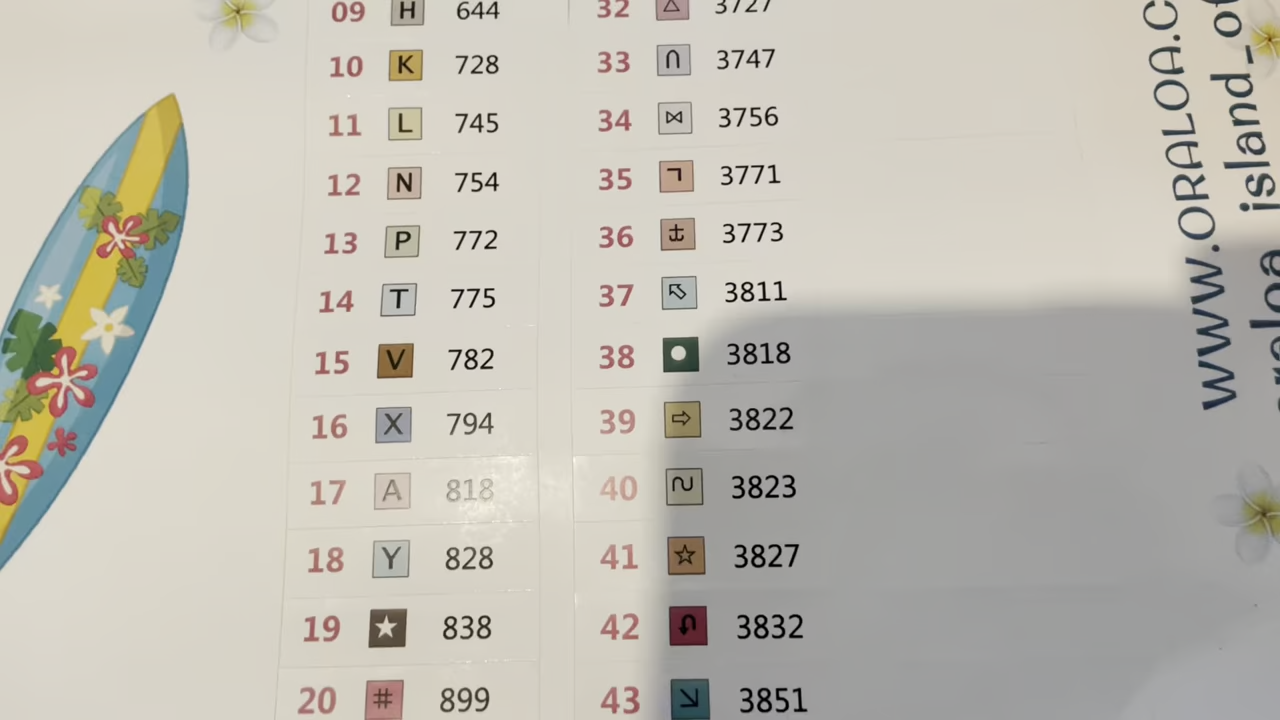 09 H 644
10 K 728
11 L 745
12 N 754
13 P 772
14 T 775
15 V 782
16 X 794
17 A 818
18 Y 828
19 ★ 838
20 # 899
32 △ 3727
33 ∩ 3747
34 ⋈ 3756
35 ㄱ 3771
36 ⚓ 3773
37 ⇖ 3811
38 ● 3818
39 ⇨ 3822
40 ∿ 3823
41 ☆ 3827
42 3832
43 ↘ 3851
WWW.ORALOA.C
island_o
oraloa